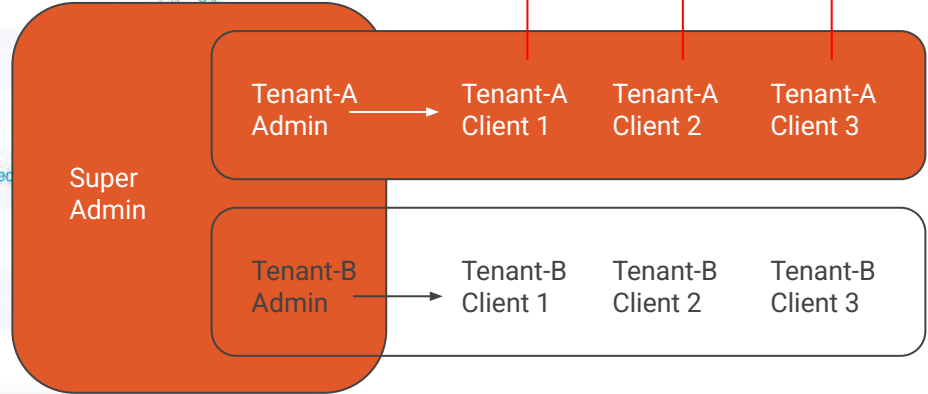 Tenant-A
Admin
Tenant-A
Client 1
Tenant-A
Client 2
Tenant-A
Client 3
Super
Admin
Tenant-B
Admin
Tenant-B
Client 1
Tenant-B
Client 2
Tenant-B
Client 3